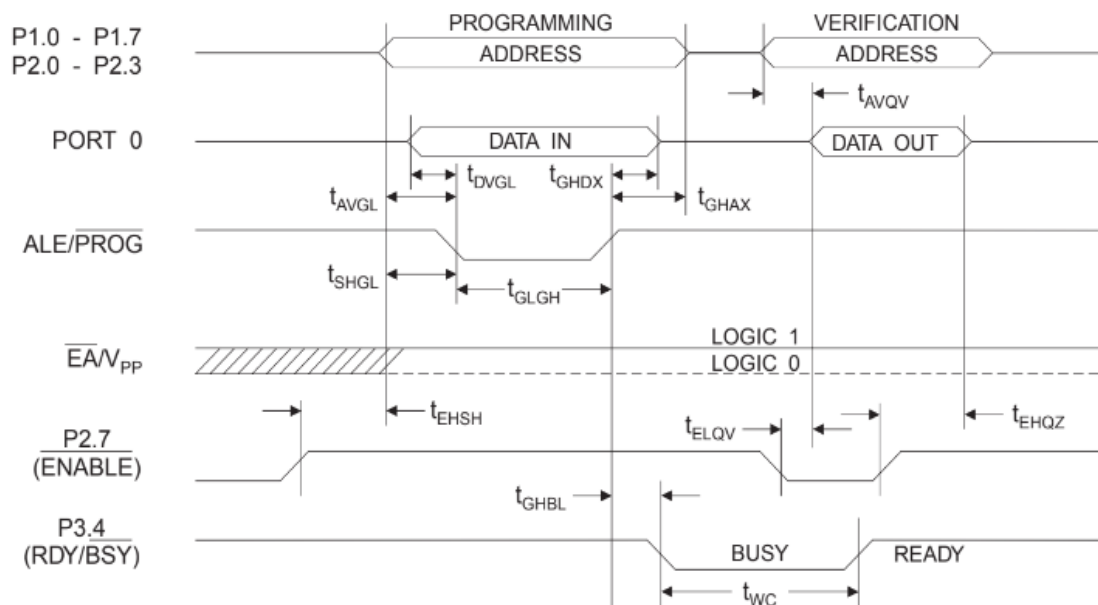 PROGRAMMING VERIFICATION
P1.0 - P1.7
P2.0 - P2.3
ADDRESS ADDRESS
tAVQV
PORT 0 DATA IN DATA OUT
tDVGL tGHDX
tAVGL tGHAX
ALE/PROG
tSHGL tGLGH
LOGIC 1
EA/VPP
LOGIC 0
tEHSH tELQV tEHQZ
P2.7
(ENABLE)
tGHBL
P3.4
(RDY/BSY) BUSY READY
tWC